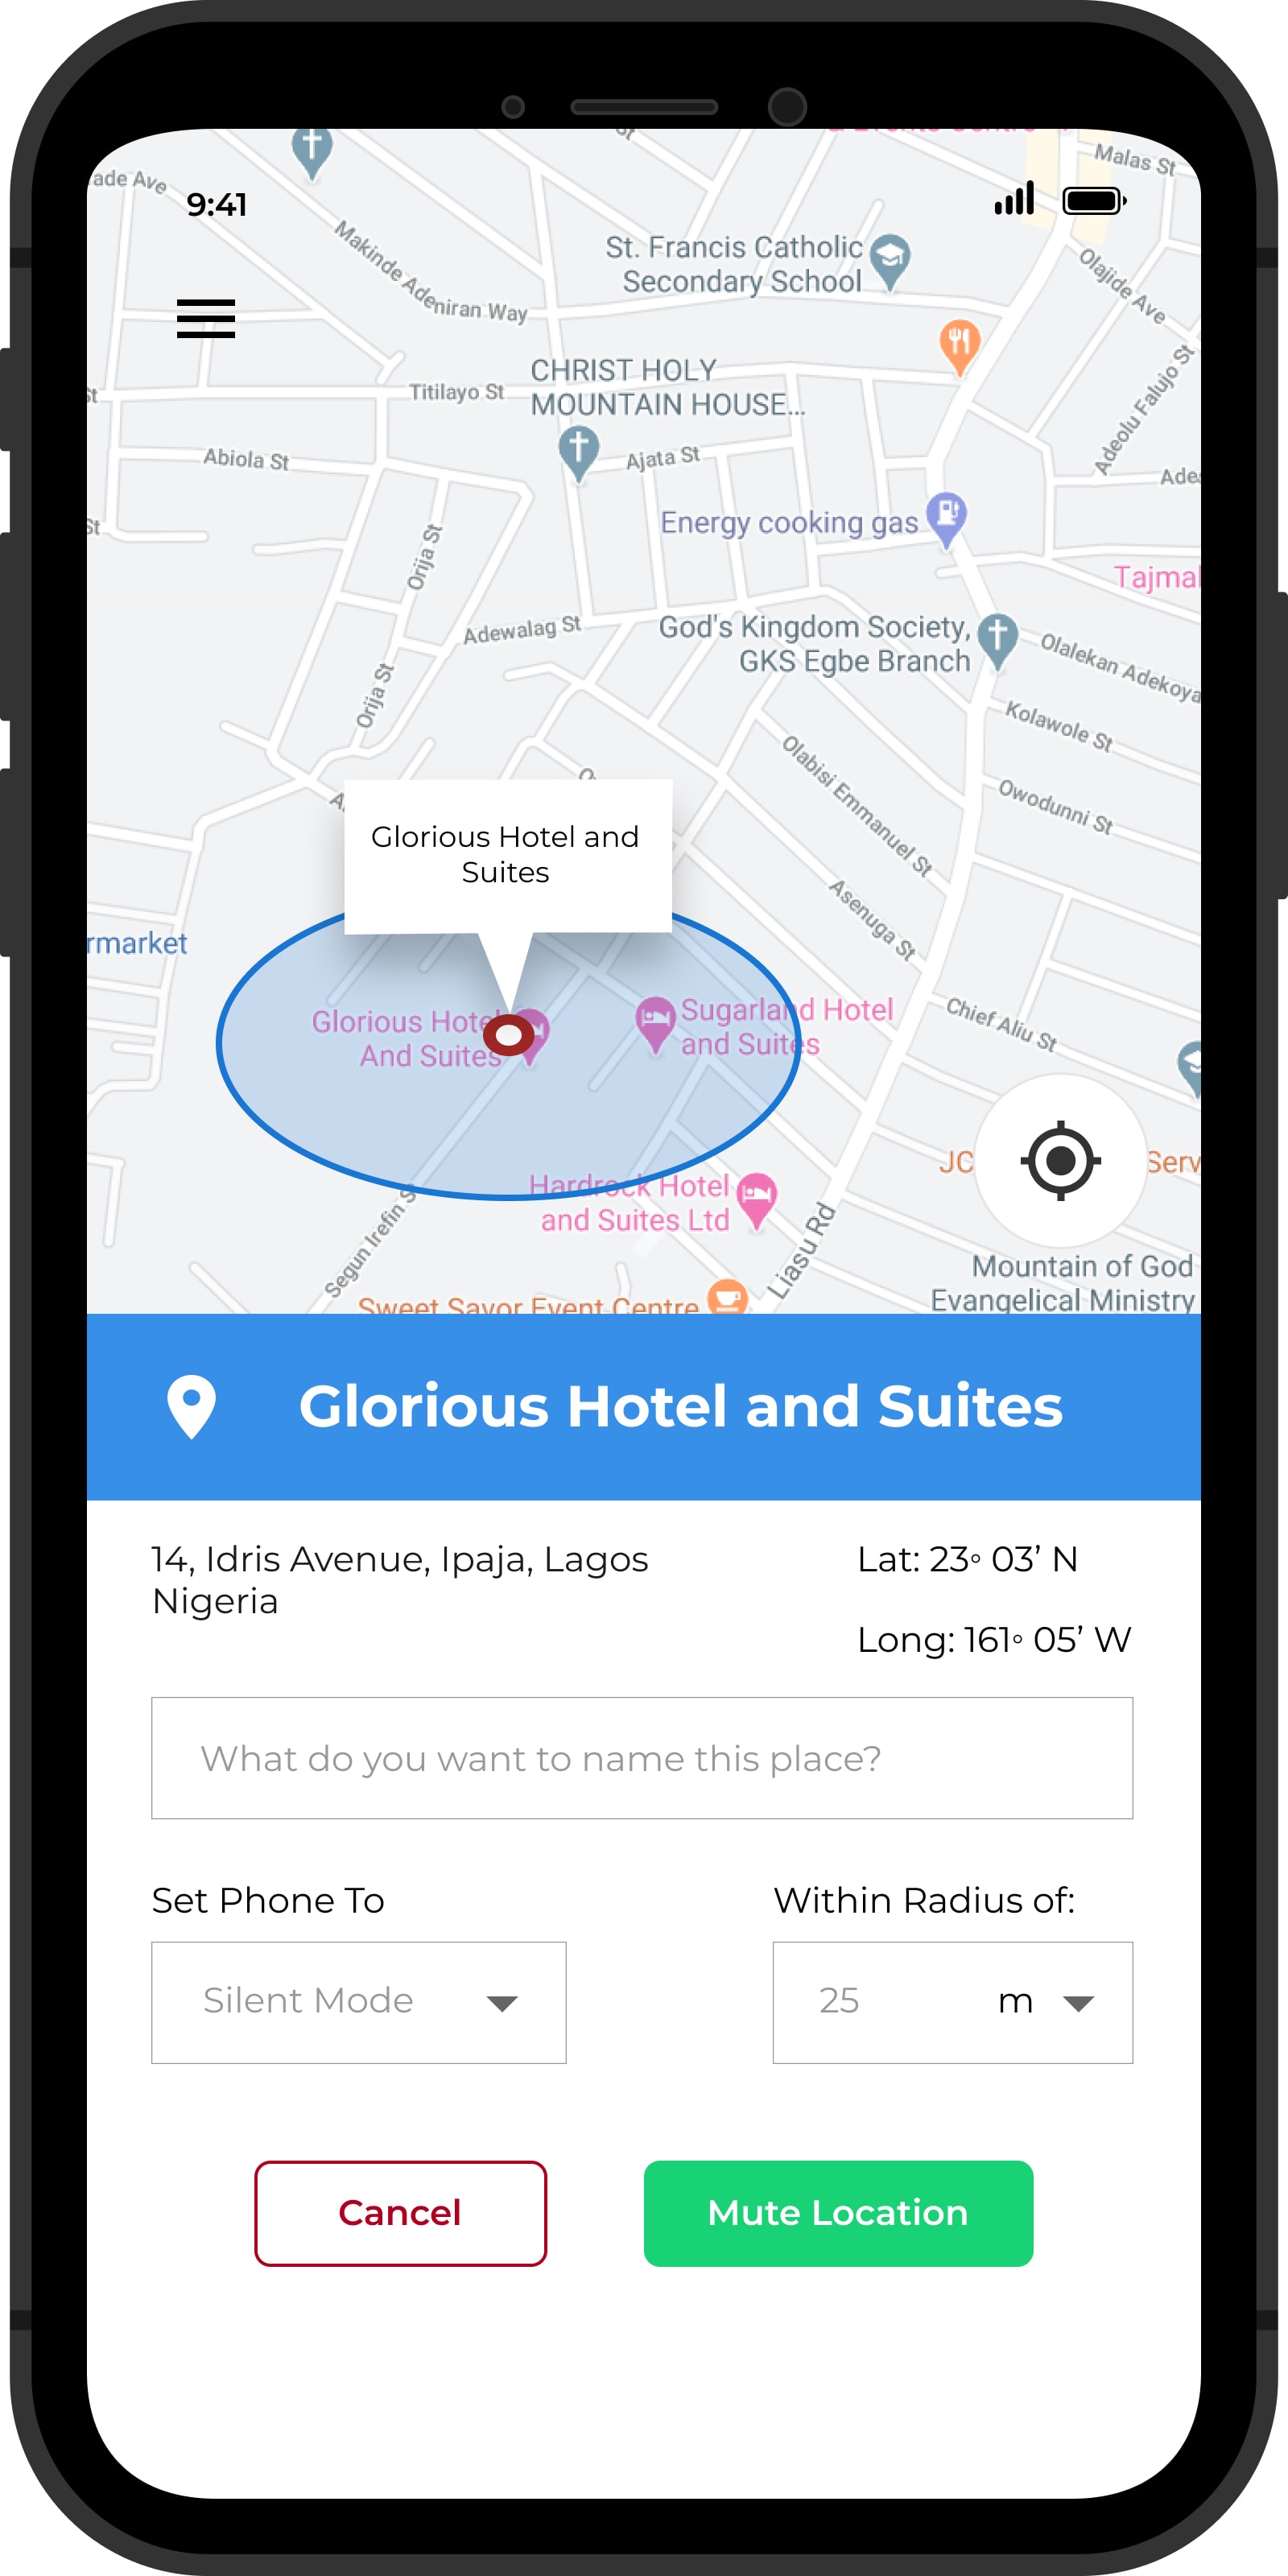 Malas St
ade Ave
9:41
Makinde Adeniran Way
St. Francis Catholic
Secondary School
Olajide Ave
CHRIST HOLY
MOUNTAIN HOUSE...
Titilayo St
St
Adeolu Falujo St
Abiola St
Ajata St
Ade
St
Energy cooking gas
Orija St
Tajmal
Adewalag St
God's Kingdom Society,
GKS Egbe Branch
Olalekan Adekoya
Orija St
Kolawole St
Olabisi Emmanuel St
Owodunni St
Glorious Hotel and
Suites
Asenuga St
rmarket
Glorious Hotel
And Suites
Sugarland Hotel
and Suites
Chief Aliu St
JC
Serv
Hardrock Hotel
and Suites Ltd
Segun Irefin St
Liasu Rd
Mountain of God
Evangelical Ministry
Sweet Savor Event Centre
Glorious Hotel and Suites
14, Idris Avenue, Ipaja, Lagos
Nigeria
Lat: 23◦ 03’ N
Long: 161◦ 05’ W
What do you want to name this place?
Set Phone To
Within Radius of:
Silent Mode
25 m
Cancel
Mute Location